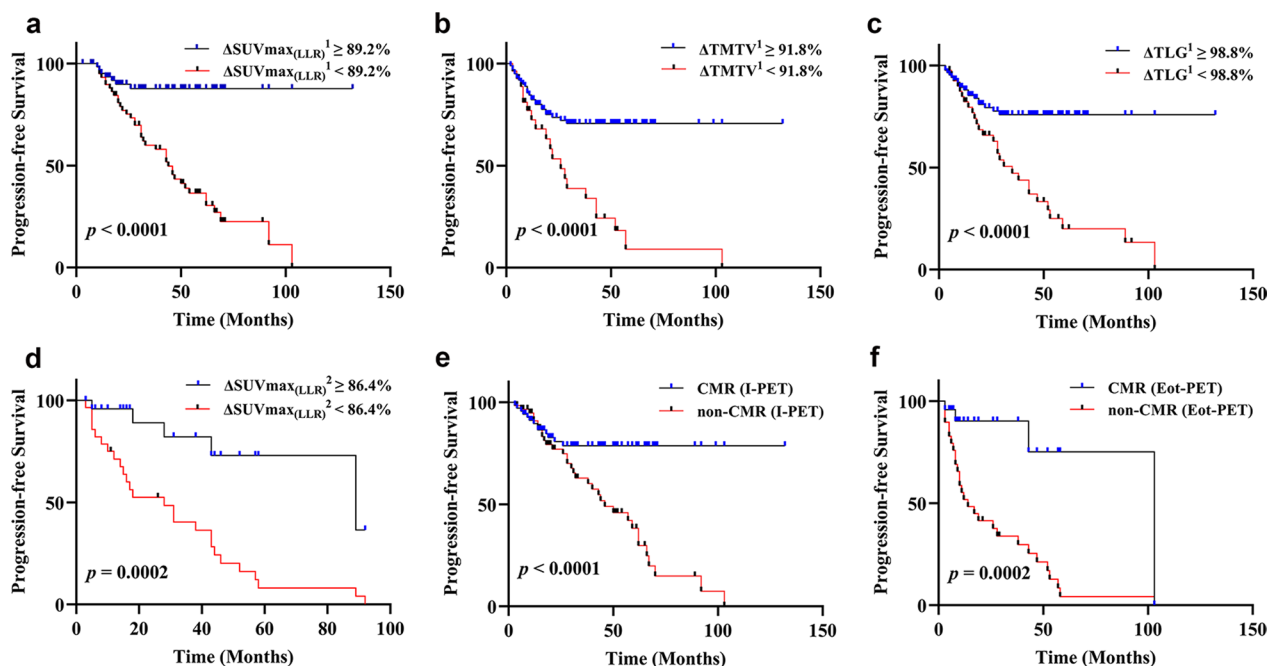 a
ΔSUVmax(LLR)¹ ≥ 89.2%
ΔSUVmax(LLR)¹ < 89.2%
Progression-free Survival
100
50
0
p < 0.0001
0 50 100 150
Time (Months)
b
ΔTMTV¹ ≥ 91.8%
ΔTMTV¹ < 91.8%
Progression-free Survival
100
50
0
p < 0.0001
0 50 100 150
Time (Months)
c
ΔTLG¹ ≥ 98.8%
ΔTLG¹ < 98.8%
Progression-free Survival
100
50
0
p < 0.0001
0 50 100 150
Time (Months)
d
ΔSUVmax(LLR)² ≥ 86.4%
ΔSUVmax(LLR)² < 86.4%
Progression-free Survival
100
50
0
p = 0.0002
0 20 40 60 80 100
Time (Months)
e
CMR (I-PET)
non-CMR (I-PET)
Progression-free Survival
100
50
0
p < 0.0001
0 50 100 150
Time (Months)
f
CMR (Eot-PET)
non-CMR (Eot-PET)
Progression-free Survival
100
50
0
p = 0.0002
0 50 100 150
Time (Months)